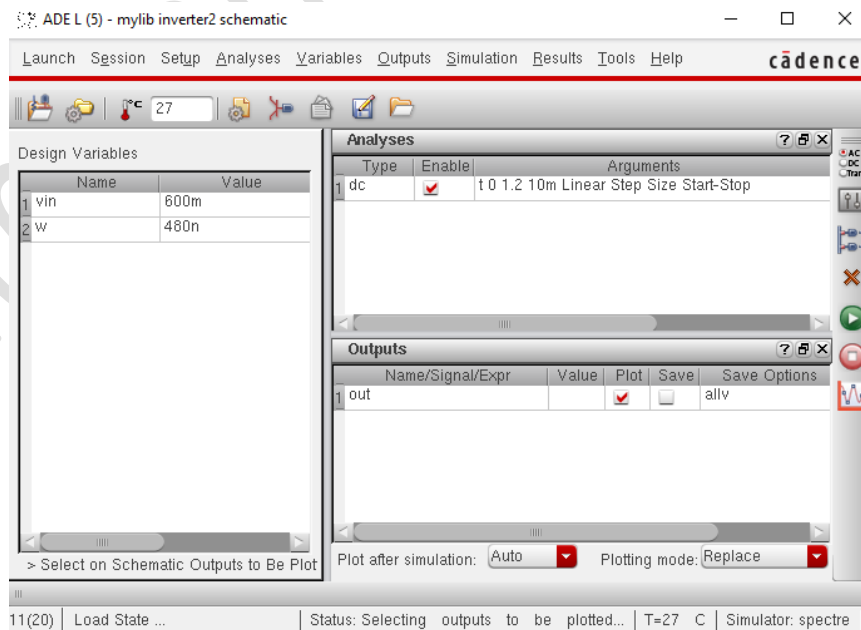 ADE L (5) - mylib inverter2 schematic
Launch Session Setup Analyses Variables Outputs Simulation Results Tools Help cādence
°C 27
Design Variables
Name Value
1 vin 600m
2 w 480n
> Select on Schematic Outputs to Be Plot
Analyses
Type Enable Arguments
1 dc t 0 1.2 10m Linear Step Size Start-Stop
Outputs
Name/Signal/Expr Value Plot Save Save Options
1 out allv
Plot after simulation: Auto Plotting mode: Replace
AC
DC
Tran
11(20) Load State ... Status: Selecting outputs to be plotted... T=27 C Simulator: spectre